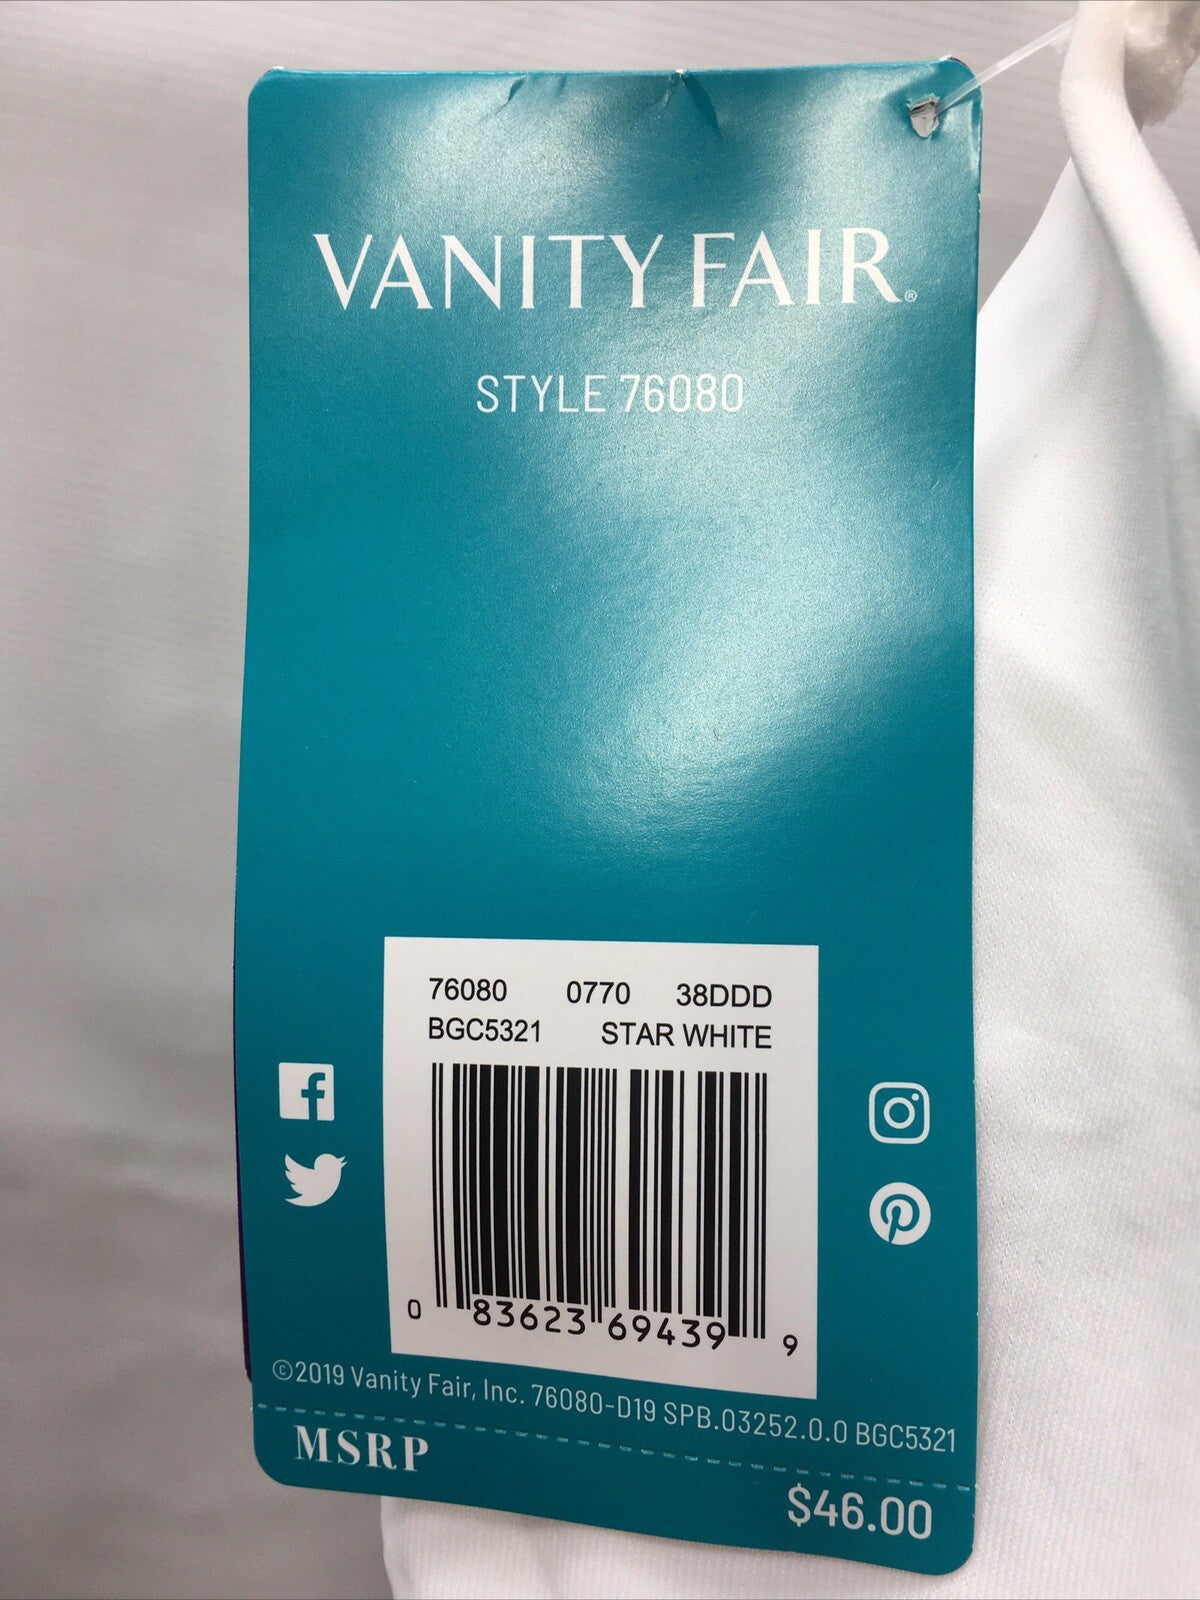 VANITY FAIR®
STYLE 76080
76080 0770 38DDD
BGC5321 STAR WHITE
0 83623 69439 9
©2019 Vanity Fair, Inc. 76080-D19 SPB.03252.0.0 BGC5321
MSRP
$46.00